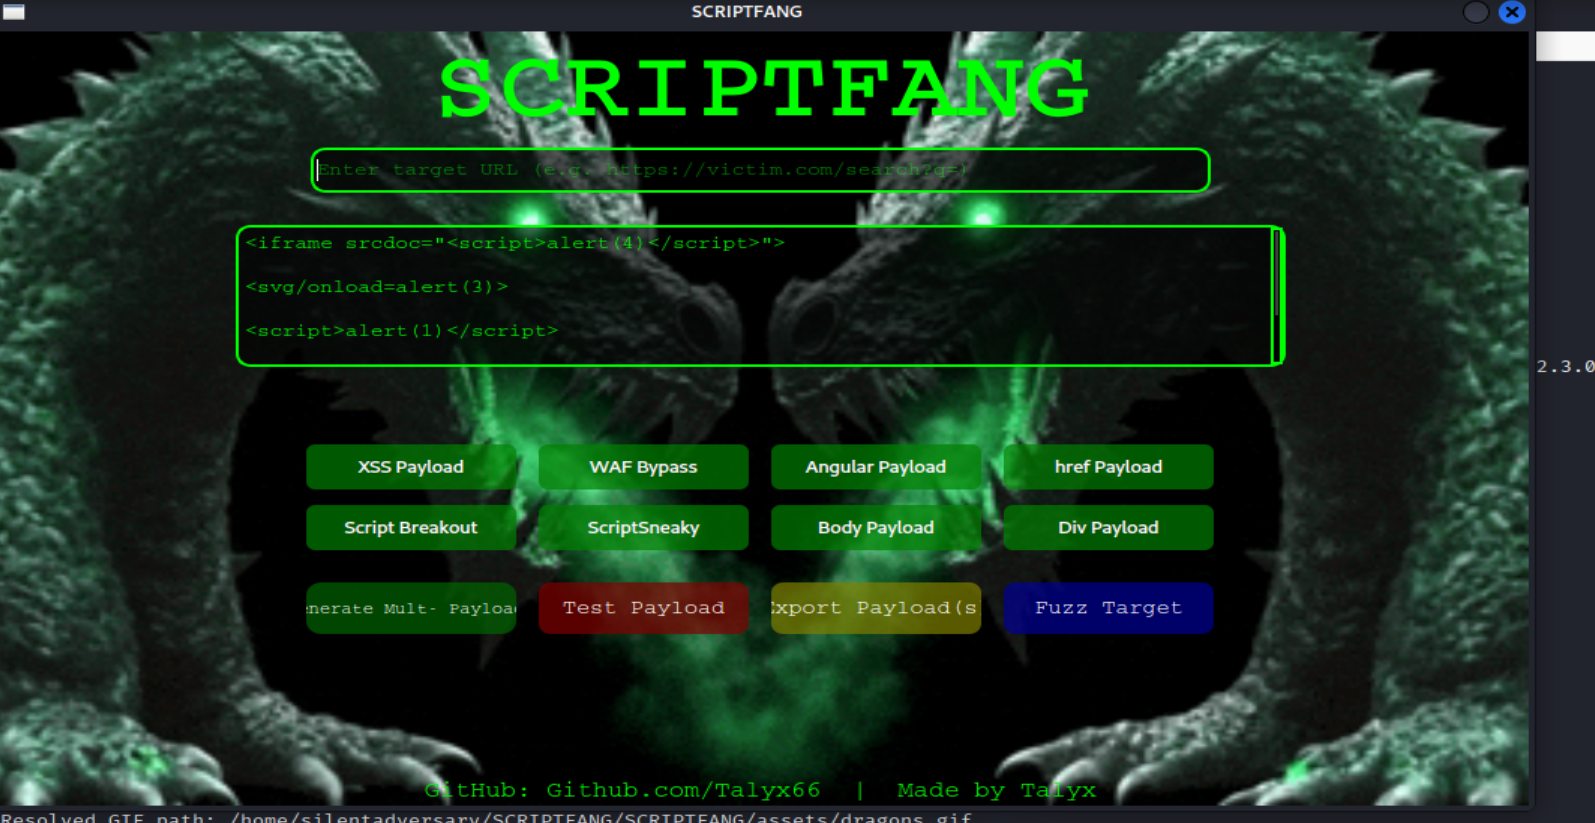 SCRIPTFANG
SCRIPTFANG
Enter target URL (e.g. https://victim.com/search?q=)
<iframe srcdoc="<script>alert(4)</script>">
<svg/onload=alert(3)>
<script>alert(1)</script>
2.3.0
XSS Payload
WAF Bypass
Angular Payload
href Payload
Script Breakout
ScriptSneaky
Body Payload
Div Payload
nerate Mult- Payloa
Test Payload
Export Payload(s
Fuzz Target
GitHub: Github.com/Talyx66 | Made by Talyx
Resolved GIF path: /home/silentadversary/SCRIPTFANG/SCRIPTFANG/assets/dragons.gif